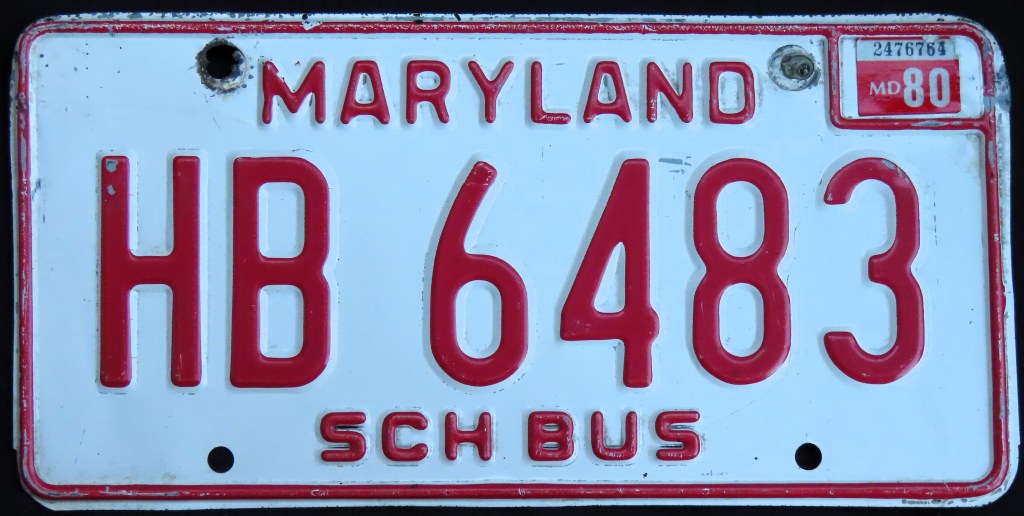 2476764
MARYLAND
MD 80
HB 6483
SCH BUS